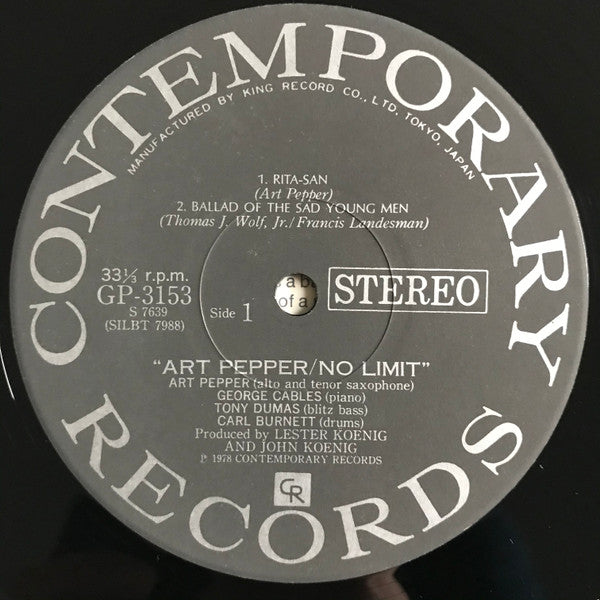 CONTEMPORARY RECORDS
MANUFACTURED BY KING RECORD CO., LTD, TOKYO, JAPAN
1. RITA-SAN
(Art Pepper)
2. BALLAD OF THE SAD YOUNG MEN
(Thomas J. Wolf, Jr./Francis Landesman)
33⅓ r.p.m.
GP-3153
S 7639
(SILBT 7988)
Side 1
of a
STEREO
"ART PEPPER/NO LIMIT"
ART PEPPER (alto and tenor saxophone)
GEORGE CABLES (piano)
TONY DUMAS (blitz bass)
CARL BURNETT (drums)
Produced by LESTER KOENIG
AND JOHN KOENIG
℗ 1978 CONTEMPORARY RECORDS
CR